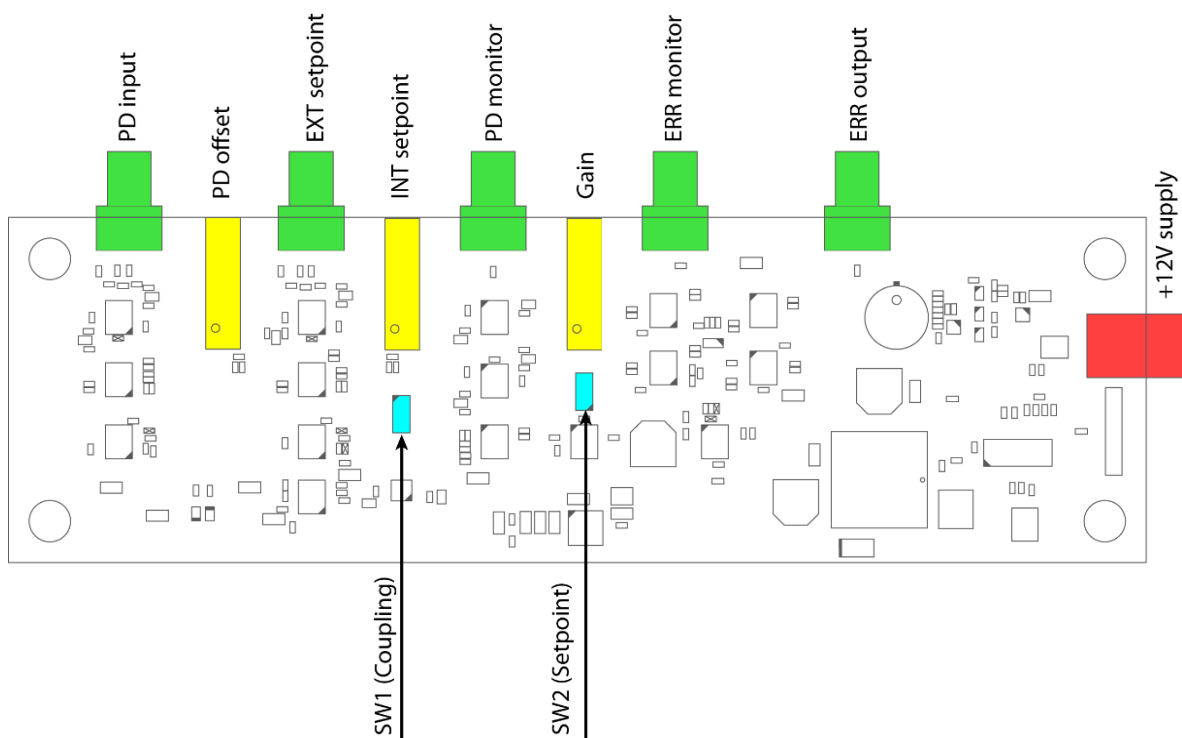 PD input
PD offset
EXT setpoint
INT setpoint
PD monitor
Gain
ERR monitor
ERR output
+12V supply
SW1 (Coupling)
SW2 (Setpoint)